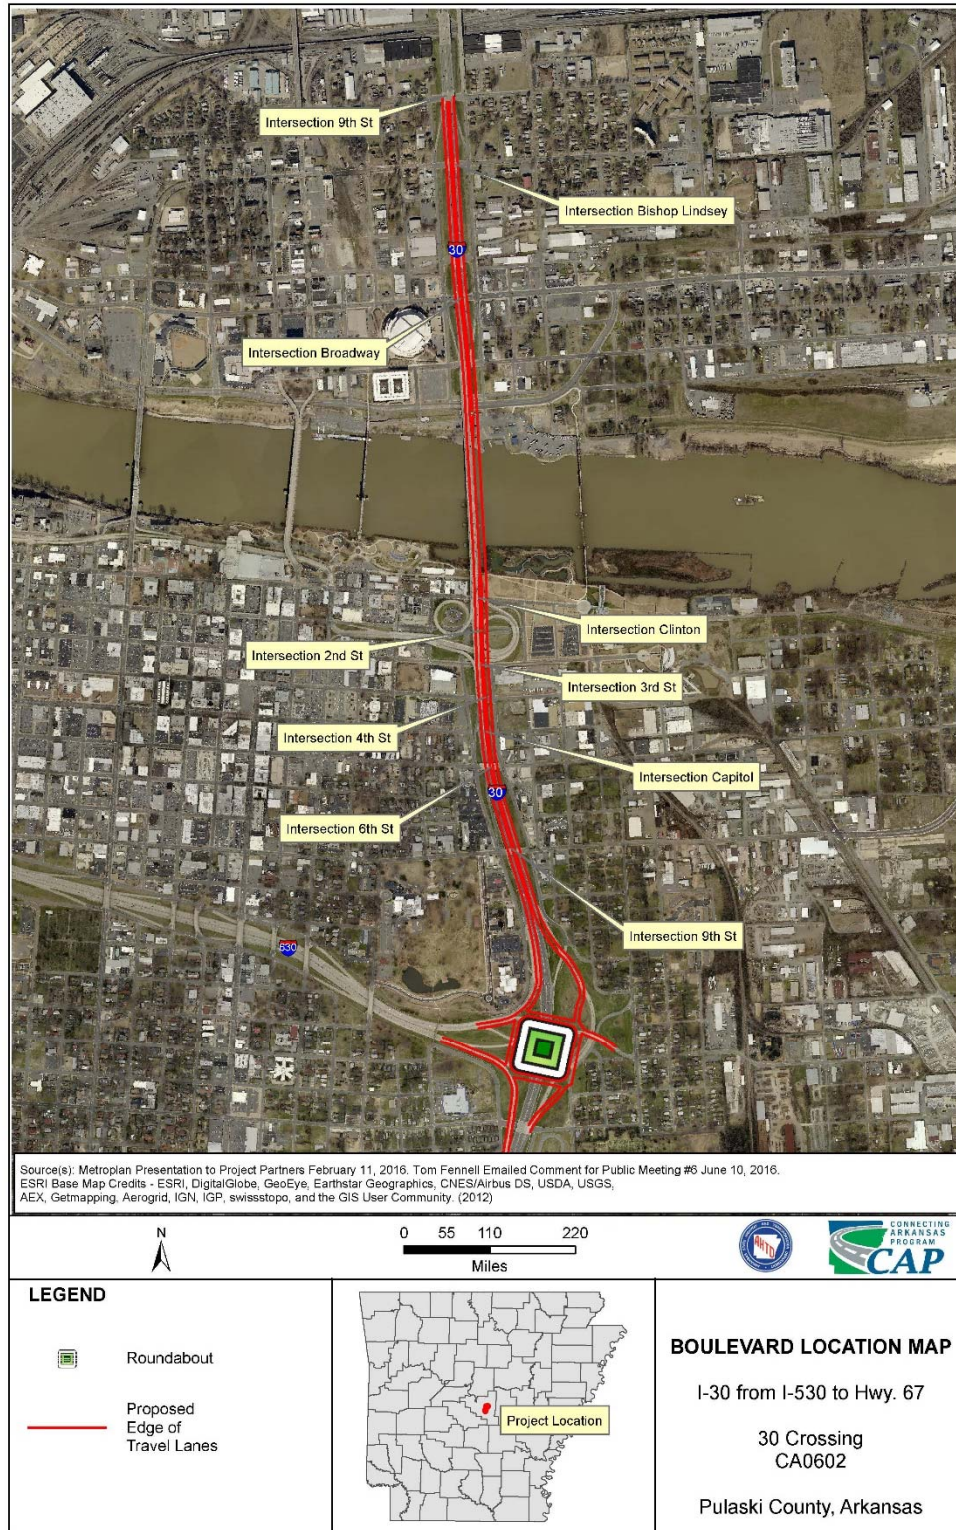 Intersection 9th St
Intersection Bishop Lindsey
30
Intersection Broadway
Intersection Clinton
Intersection 2nd St
Intersection 3rd St
Intersection 4th St
Intersection Capitol
30
Intersection 6th St
Intersection 9th St
530
Source(s): Metroplan Presentation to Project Partners February 11, 2016. Tom Fennell Emailed Comment for Public Meeting #6 June 10, 2016.
ESRI Base Map Credits - ESRI, DigitalGlobe, GeoEye, Earthstar Geographics, CNES/Airbus DS, USDA, USGS,
AEX, Getmapping, Aerogrid, IGN, IGP, swissstopo, and the GIS User Community. (2012)
N
0 55 110 220
Miles
AHTD
CONNECTING
ARKANSAS
PROGRAM
CAP
LEGEND
Roundabout
Proposed
Edge of
Travel Lanes
Project Location
BOULEVARD LOCATION MAP
I-30 from I-530 to Hwy. 67
30 Crossing
CA0602
Pulaski County, Arkansas